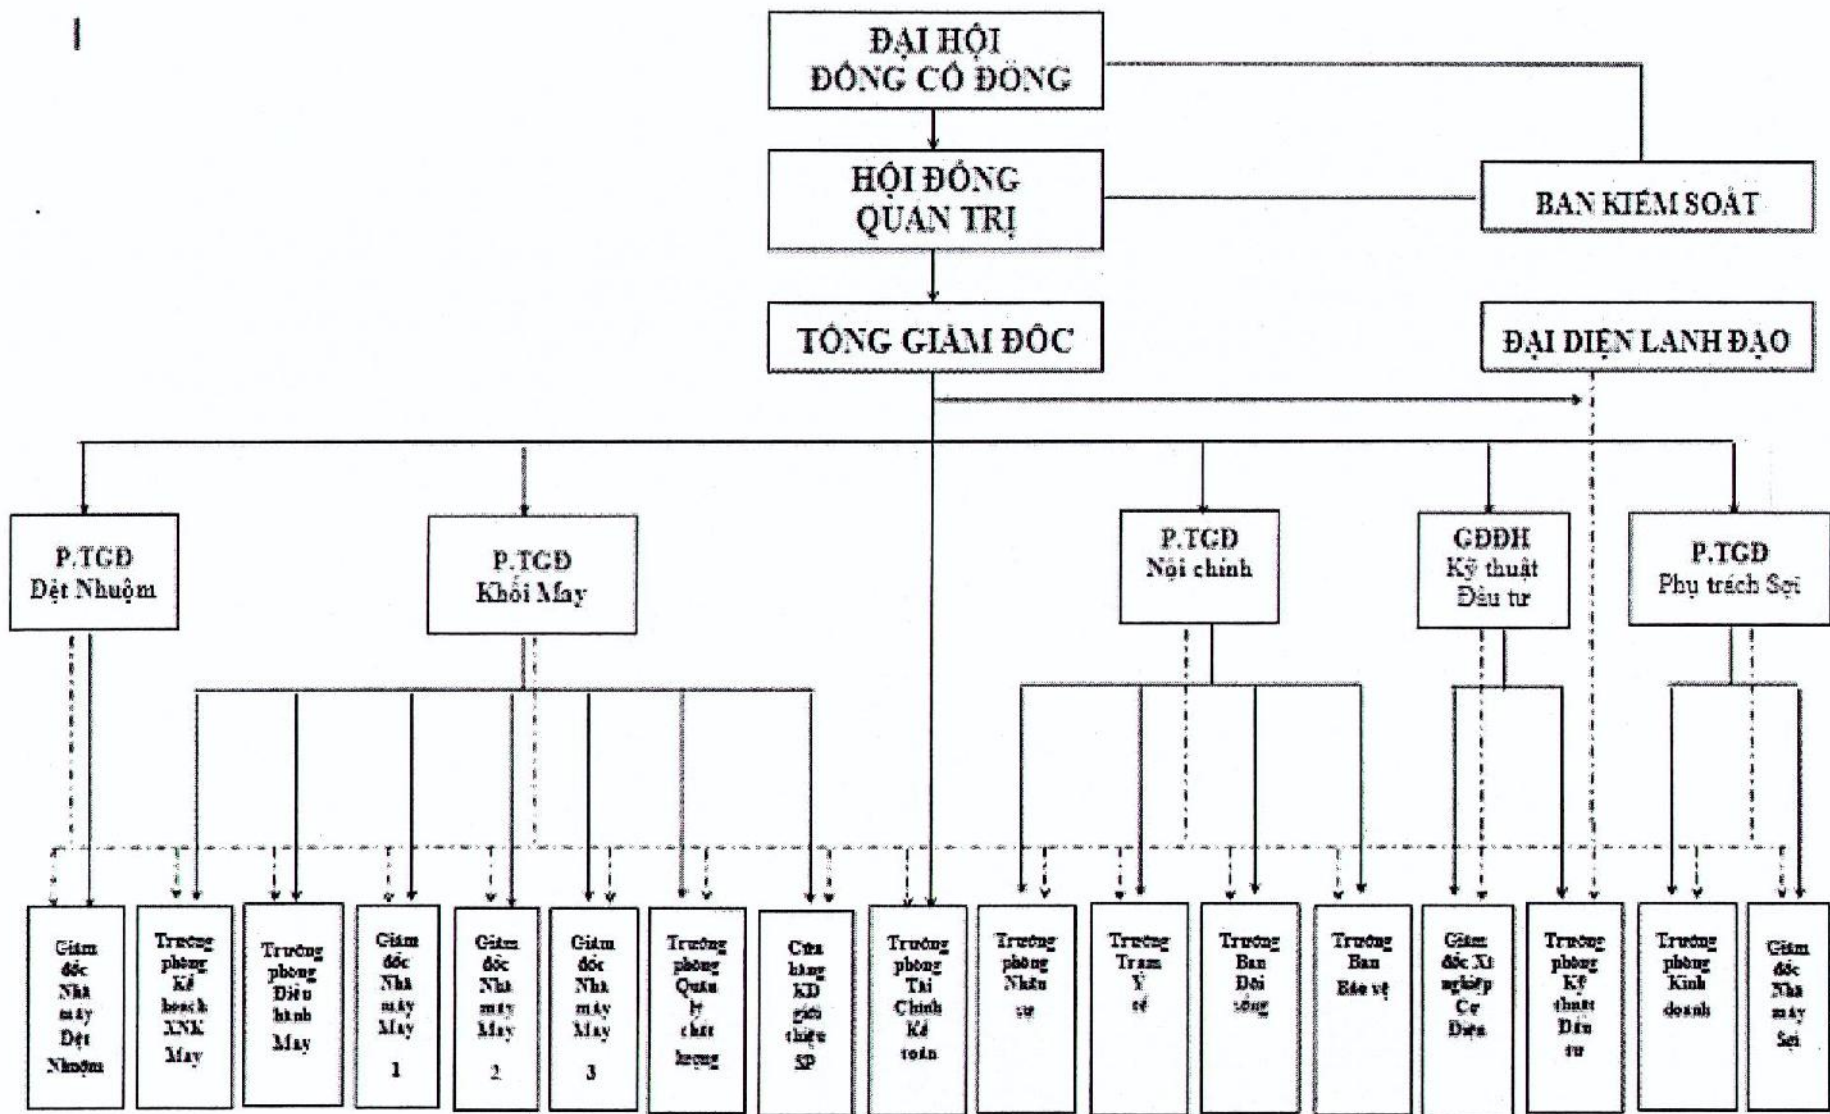 ĐẠI HỘI
ĐỒNG CỔ ĐÔNG
HỘI ĐỒNG
QUẢN TRỊ
BAN KIỂM SOÁT
TỔNG GIÁM ĐỐC
ĐẠI DIỆN LÃNH ĐẠO
P.TGĐ
Dệt Nhuộm
P.TGĐ
Khối May
P.TGĐ
Nội chính
GĐĐH
Kỹ thuật
Đầu tư
P.TGĐ
Phụ trách Sợi
Giám
đốc
Nhà
máy
Dệt
Nhuộm
Trưởng
phòng
Kế
hoạch
XNK
May
Trưởng
phòng
Điều
hành
May
Giám
đốc
Nhà
máy
May
1
Giám
đốc
Nhà
máy
May
2
Giám
đốc
Nhà
máy
May
3
Trưởng
phòng
Quản
lý
chất
lượng
Cửa
hàng
KD
giới
thiệu
SP
Trưởng
phòng
Tài
Chính
Kế
toán
Trưởng
phòng
Nhân
sự
Trưởng
Trạm
Y
tế
Trưởng
Ban
Đời
sống
Trưởng
Ban
Bảo vệ
Giám
đốc Xí
nghiệp
Cơ
Điện
Trưởng
phòng
Kỹ
thuật
Đầu
tư
Trưởng
phòng
Kinh
doanh
Giám
đốc
Nhà
máy
Sợi